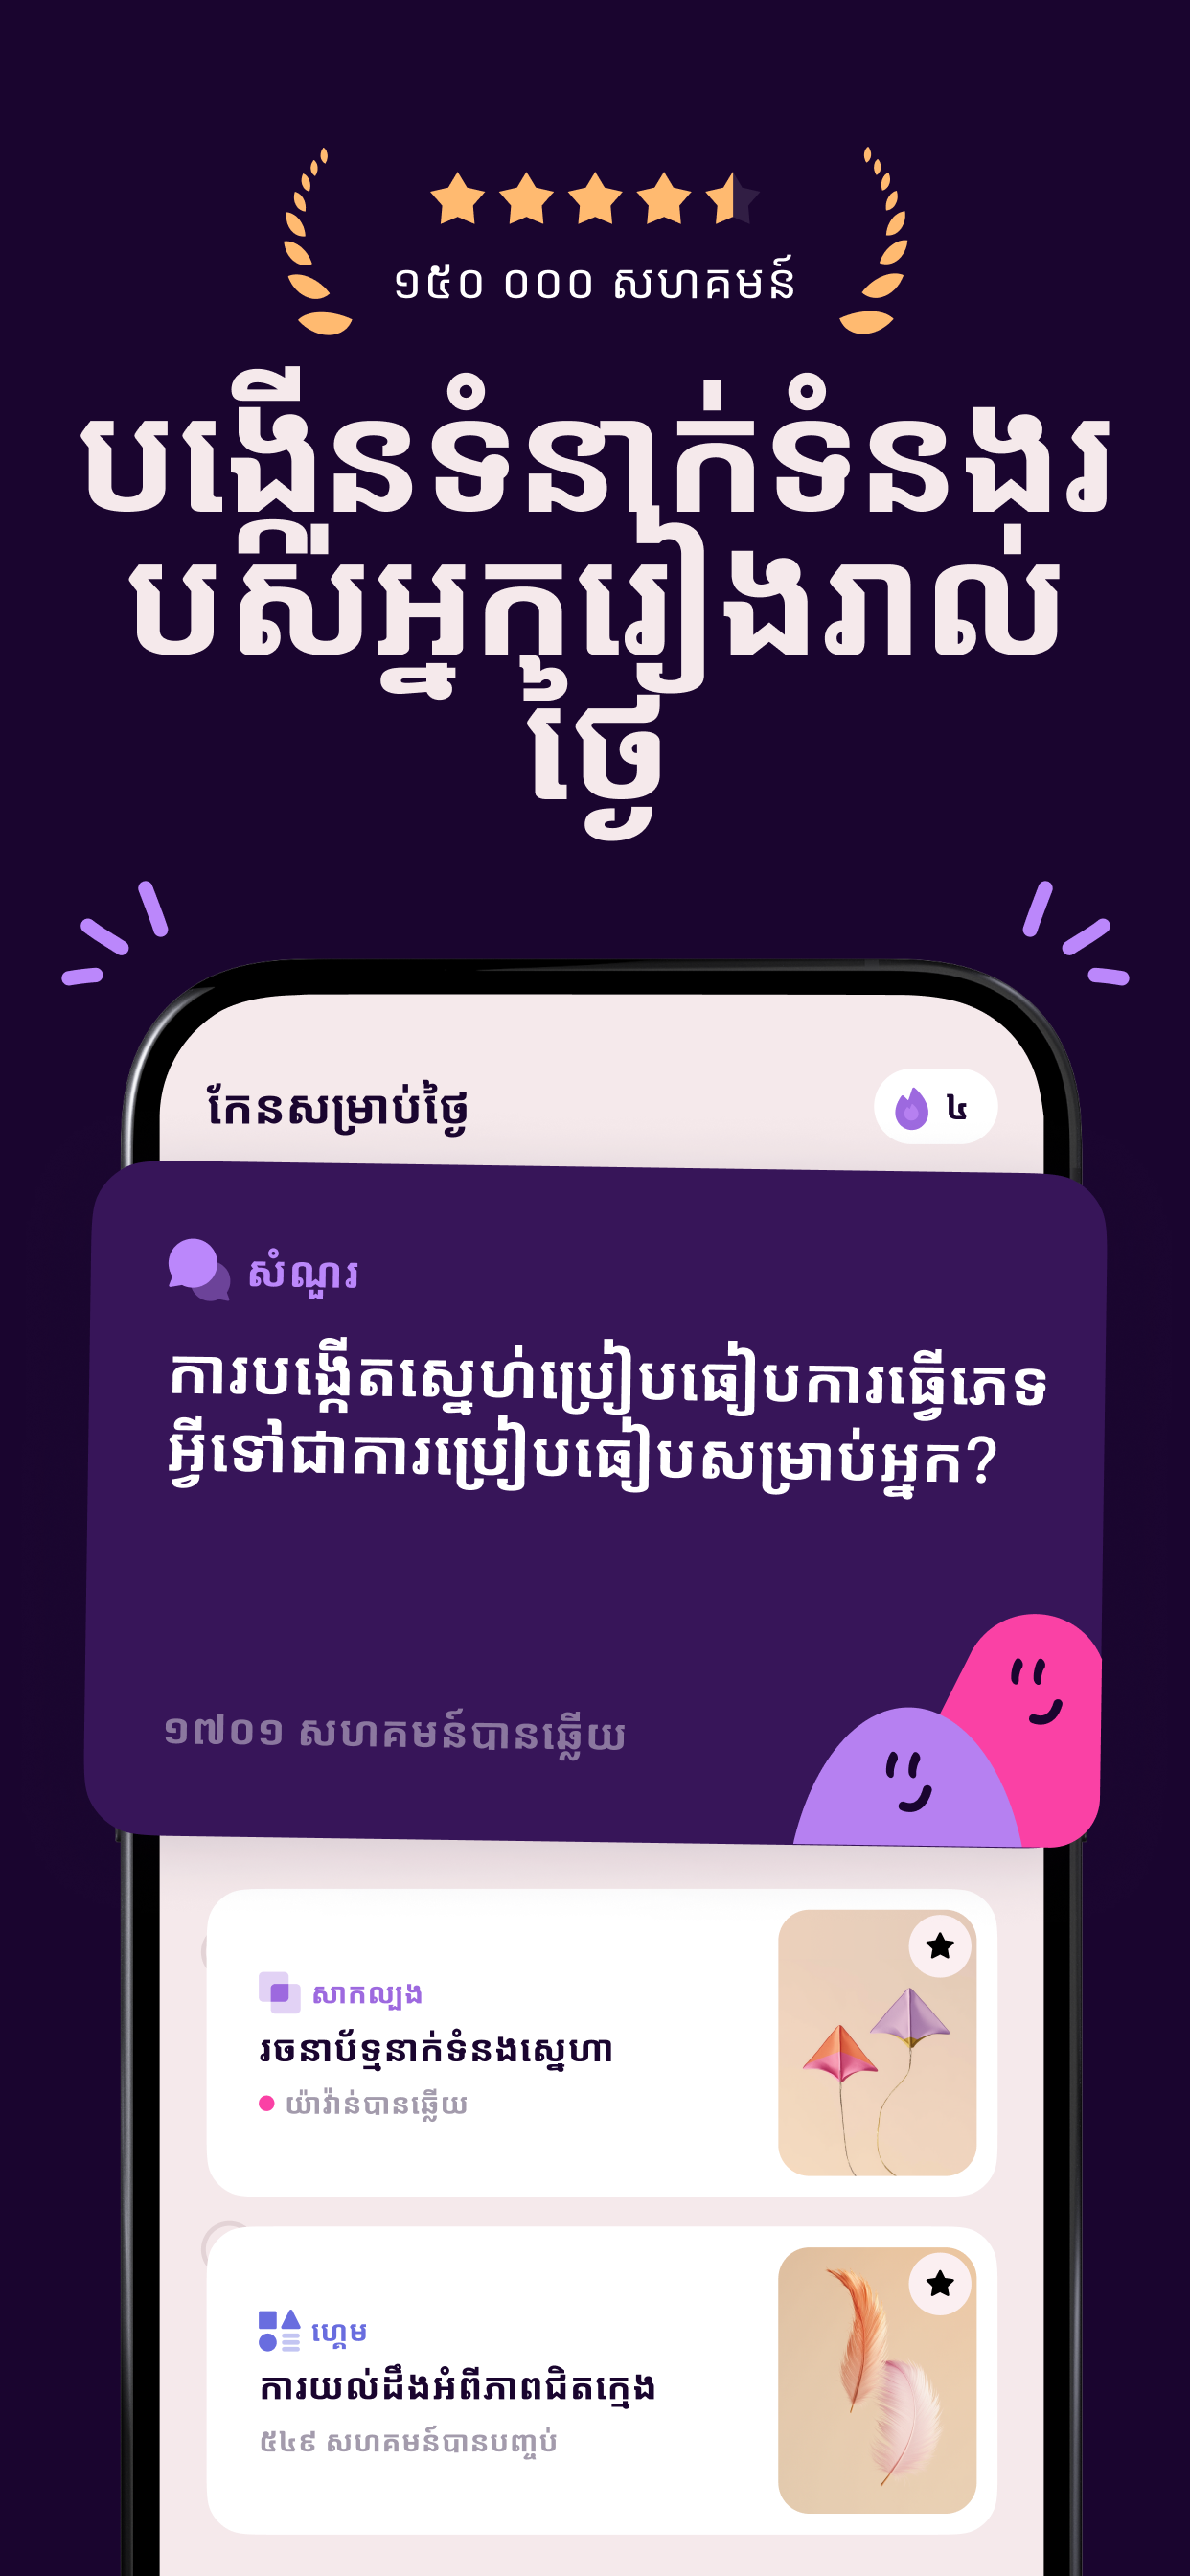 ១៥០ ០០០ សហគមន៍
បង្កើនទំនាក់ទំនងរ
បស់អ្នករៀងរាល់
ថ្ងៃ
កែនសម្រាប់ថ្ងៃ
៤
សំណួរ
ការបង្កើតស្នេហ៍ប្រៀបធៀបការធ្វើភេទ
អ្វីទៅជាការប្រៀបធៀបសម្រាប់អ្នក?
១៧០១ សហគមន៍បានឆ្លើយ
សាកល្បង
រចនាប័ទ្មនាក់ទំនងស្នេហា
យ៉ាវ៉ាន់បានឆ្លើយ
ហ្គេម
ការយល់ដឹងអំពីភាពជិតក្មេង
៥៤៩ សហគមន៍បានបញ្ចប់